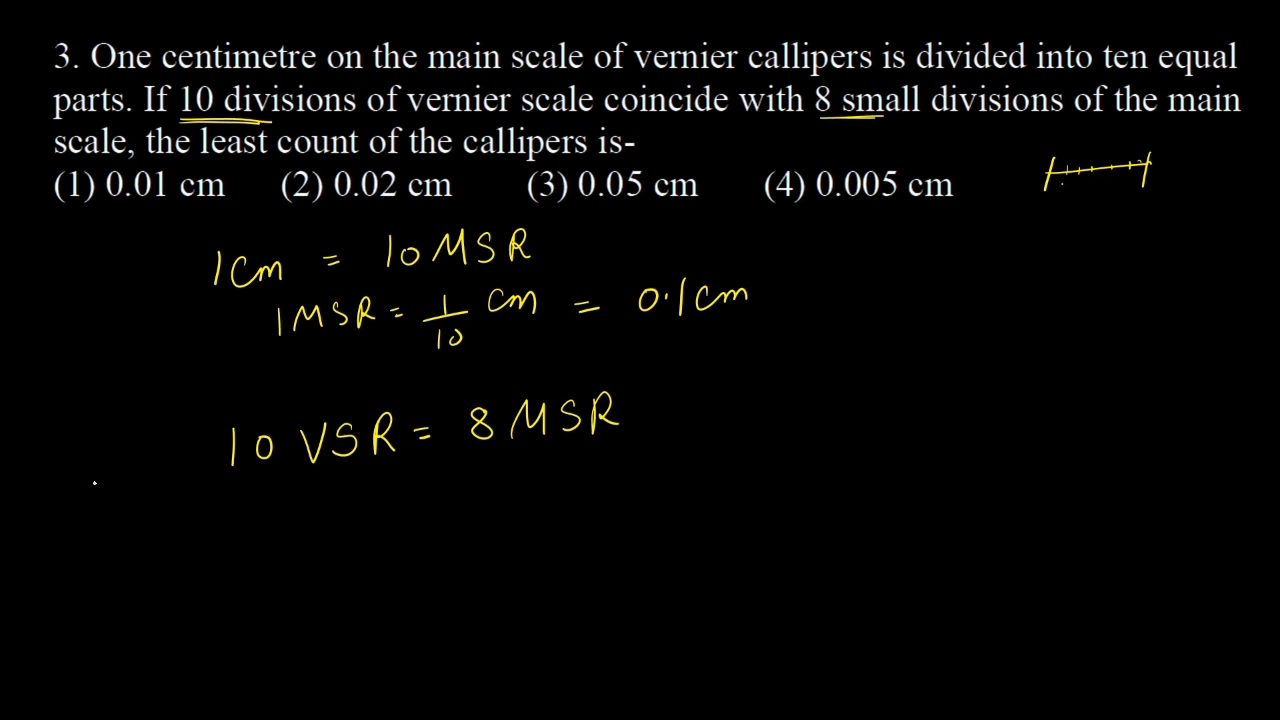 3. One centimetre on the main scale of vernier callipers is divided into ten equal
parts. If 10 divisions of vernier scale coincide with 8 small divisions of the main
scale, the least count of the callipers is-
(1) 0.01 cm (2) 0.02 cm (3) 0.05 cm (4) 0.005 cm
1 cm = 10 MSR
1 MSR = 1/10 cm = 0.1 cm
10 VSR = 8 MSR